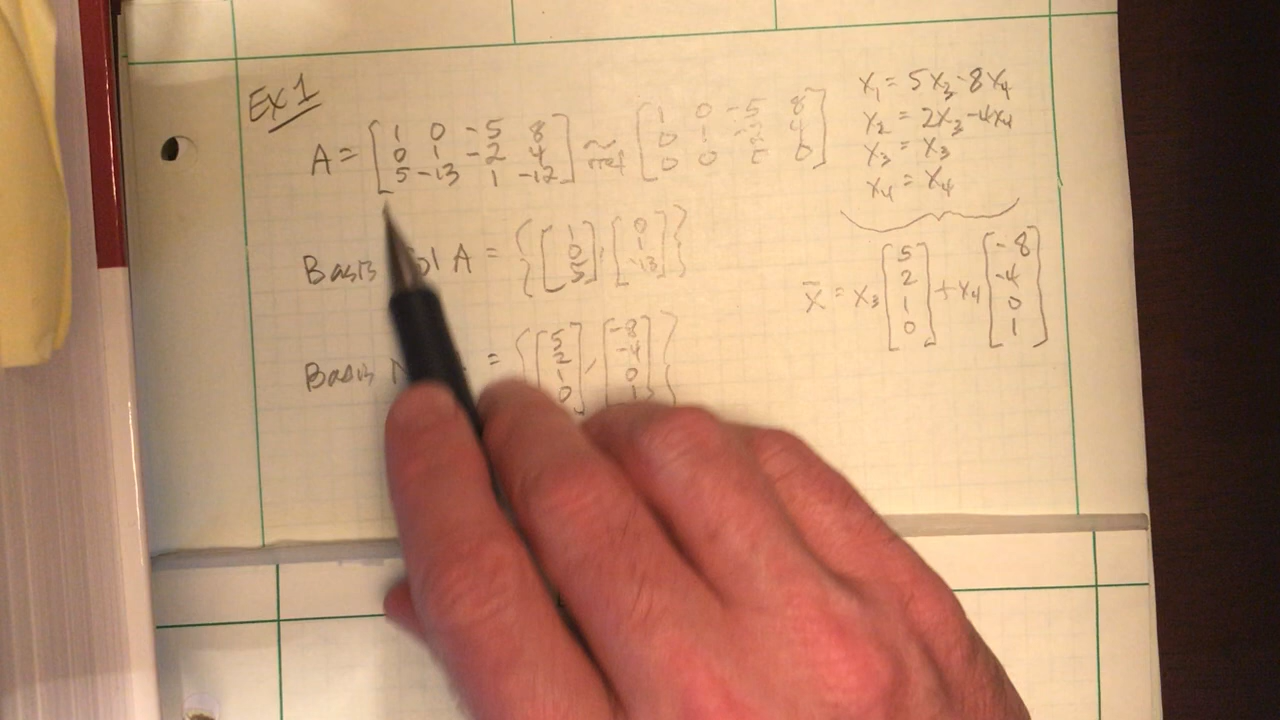 Ex 1
A = [ 1 0 -5 8 ; 0 1 -2 4 ; 5 -13 1 -12 ] ~ rref [ 1 0 -5 8 ; 0 1 -2 4 ; 0 0 0 0 ]
x₁ = 5x₃ - 8x₄
x₂ = 2x₃ - 4x₄
x₃ = x₃
x₄ = x₄
Basis A = { [ 1 ; 0 ; 5 ], [ 0 ; 1 ; -13 ] }
x̄ = x₃ [ 5 ; 2 ; 1 ; 0 ] + x₄ [ -8 ; -4 ; 0 ; 1 ]
Basis = { [ 5 ; 2 ; 1 ; 0 ], [ -8 ; -4 ; 0 ; 1 ] }